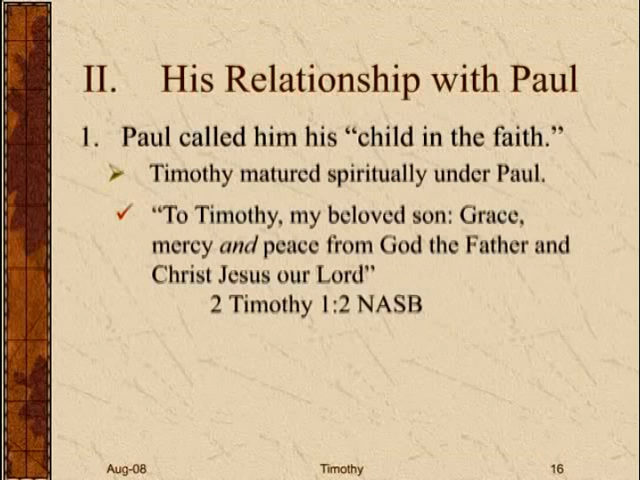 II. His Relationship with Paul
1. Paul called him his “child in the faith.”
Timothy matured spiritually under Paul.
“To Timothy, my beloved son: Grace,
mercy and peace from God the Father and
Christ Jesus our Lord”
2 Timothy 1:2 NASB
Aug-08 Timothy 16